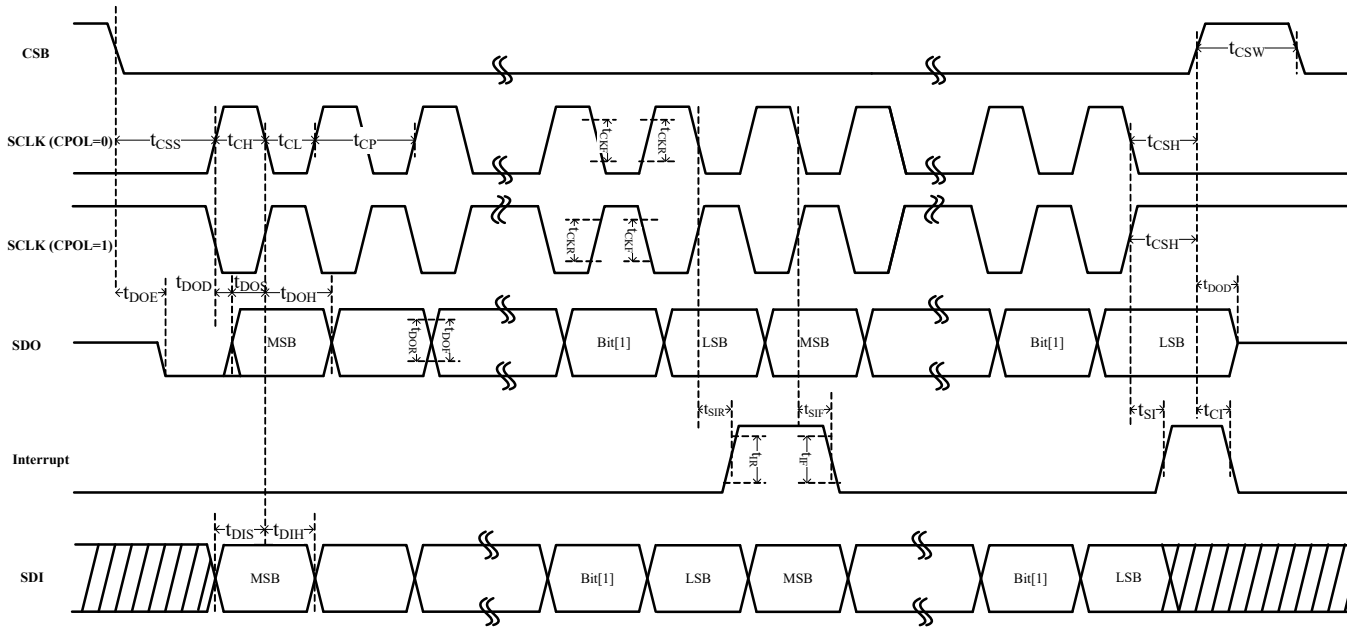 CSB
tCSW
SCLK (CPOL=0)
tCSS
tCH
tCL
tCP
tCKF
tCKR
tCSH
SCLK (CPOL=1)
tCKR
tCKF
tCSH
tDOE
tDOD
tDOS
tDOH
tDOD
SDO
MSB
tDOR
tDOF
Bit[1]
LSB
MSB
Bit[1]
LSB
tSIR
tSIF
tSI
tCI
Interrupt
tIR
tIF
tDIS
tDIH
SDI
MSB
Bit[1]
LSB
MSB
Bit[1]
LSB